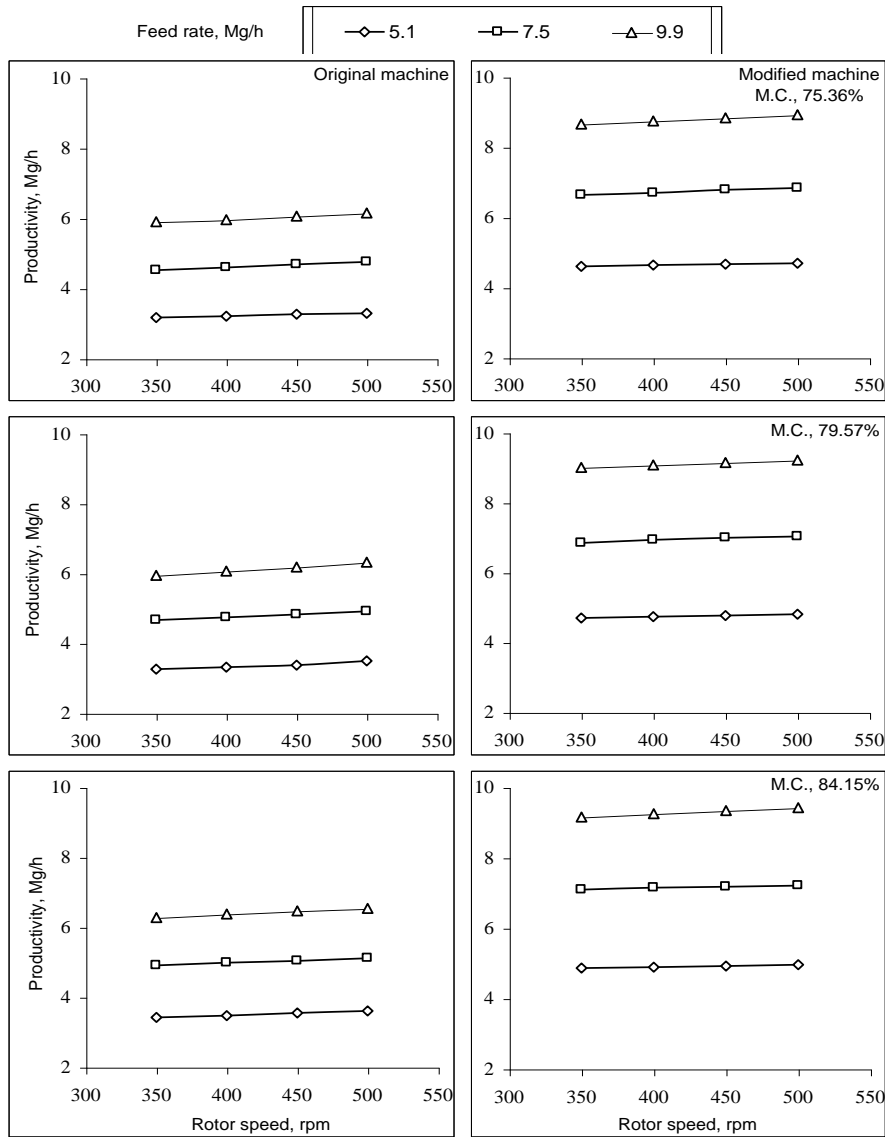 Feed rate, Mg/h 5.1 7.5 9.9
Original machine
Productivity, Mg/h
10
8
6
4
2
300 350 400 450 500 550
Modified machine
M.C., 75.36%
10
8
6
4
2
300 350 400 450 500 550
Productivity, Mg/h
10
8
6
4
2
300 350 400 450 500 550
M.C., 79.57%
10
8
6
4
2
300 350 400 450 500 550
Productivity, Mg/h
10
8
6
4
2
300 350 400 450 500 550
Rotor speed, rpm
M.C., 84.15%
10
8
6
4
2
300 350 400 450 500 550
Rotor speed, rpm